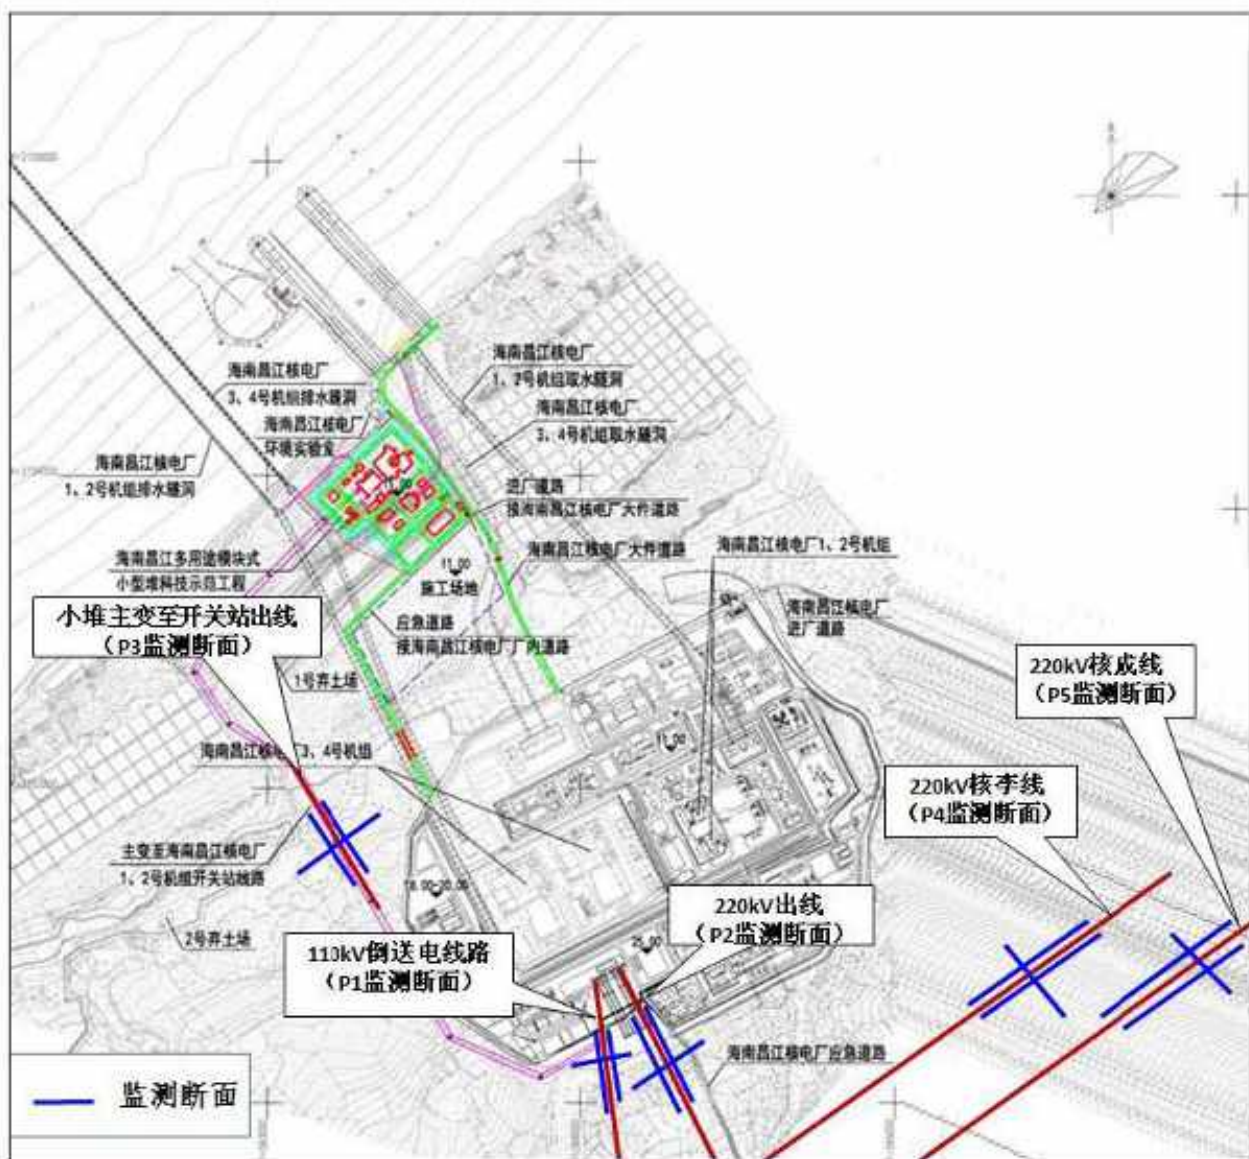 海南昌江核电厂
3、4号机组排水隧洞
海南昌江核电厂
环境实验室
海南昌江核电厂
1、2号机组排水隧洞
海南昌江核电厂
1、2号机组取水隧洞
海南昌江核电厂
3、4号机组取水隧洞
进厂道路
接海南昌江核电厂大件道路
海南昌江核电厂大件道路
海南昌江核电厂1、2号机组
海南昌江多用途模块式
小型堆科技示范工程
11.00
施工场地
应急道路
接海南昌江核电厂厂内道路
海南昌江核电厂
进厂道路
小堆主变至开关站出线
（P3监测断面）
1号弃土场
220kV核成线
（P5监测断面）
海南昌江核电厂3、4号机组
11.00
220kV核李线
（P4监测断面）
主变至海南昌江核电厂
1、2号机组开关站线路
18.00-20.00
2号弃土场
220kV出线
（P2监测断面）
110kV倒送电线路
（P1监测断面）
25.00
海南昌江核电厂应急道路
监测断面